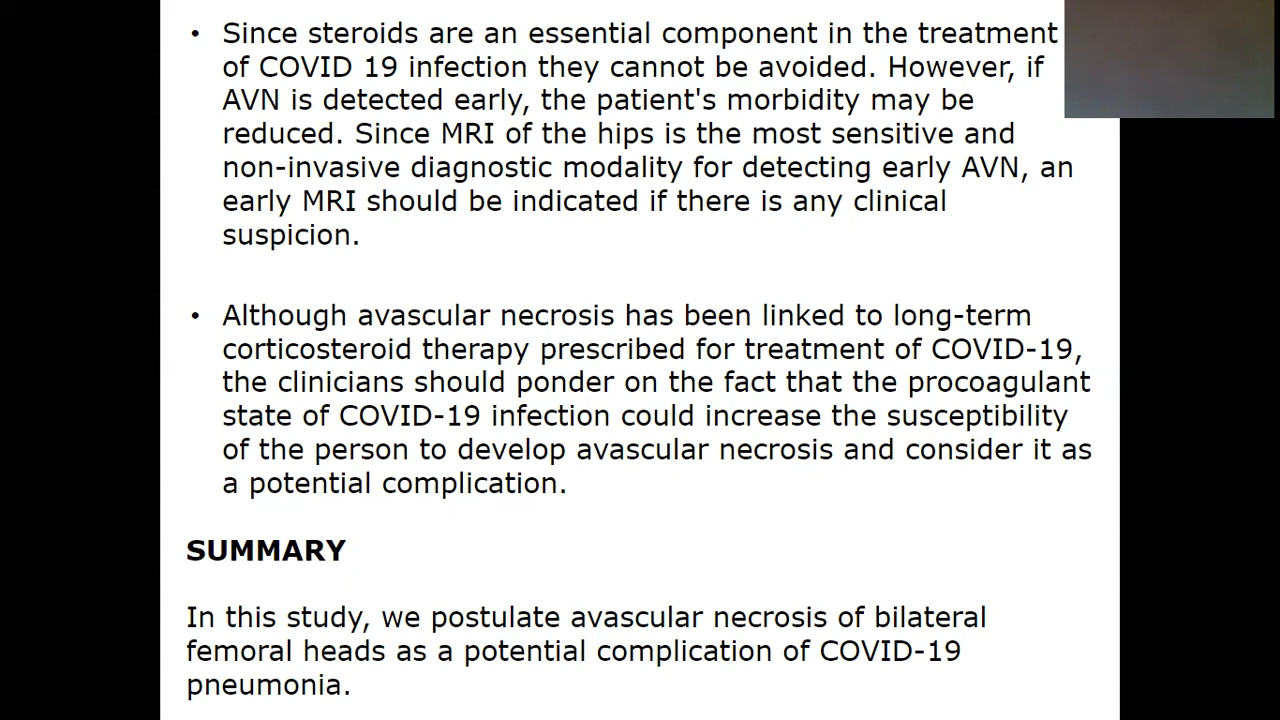 • Since steroids are an essential component in the treatment
of COVID 19 infection they cannot be avoided. However, if
AVN is detected early, the patient's morbidity may be
reduced. Since MRI of the hips is the most sensitive and
non-invasive diagnostic modality for detecting early AVN, an
early MRI should be indicated if there is any clinical
suspicion.
• Although avascular necrosis has been linked to long-term
corticosteroid therapy prescribed for treatment of COVID-19,
the clinicians should ponder on the fact that the procoagulant
state of COVID-19 infection could increase the susceptibility
of the person to develop avascular necrosis and consider it as
a potential complication.
SUMMARY
In this study, we postulate avascular necrosis of bilateral
femoral heads as a potential complication of COVID-19
pneumonia.